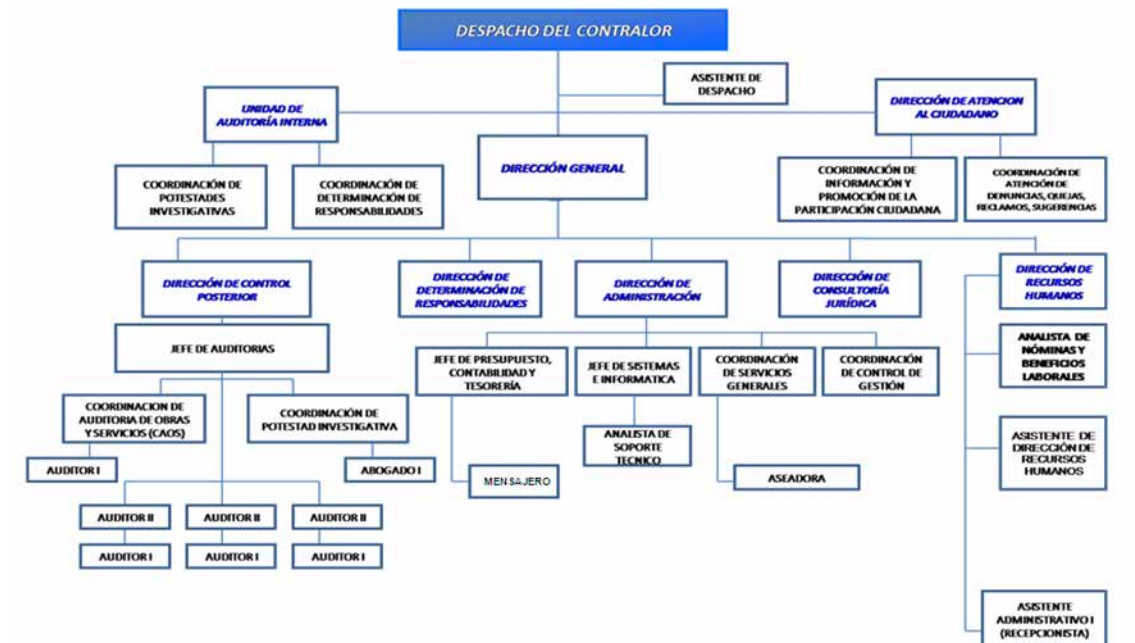 DESPACHO DEL CONTRALOR
ASISTENTE DE
DESPACHO
UNIDAD DE
AUDITORÍA INTERNA
DIRECCIÓN DE ATENCION
AL CIUDADANO
DIRECCIÓN GENERAL
COORDINACIÓN DE
POTESTADES
INVESTIGATIVAS
COORDINACIÓN DE
DETERMINACIÓN DE
RESPONSABILIDADES
COORDINACIÓN DE
INFORMACIÓN Y
PROMOCIÓN DE LA
PARTICIPACIÓN CIUDADANA
COORDINACIÓN DE
ATENCIÓN DE
DENUNCIAS, QUEJAS,
RECLAMOS, SUGERENCIAS
DIRECCIÓN DE CONTROL
POSTERIOR
DIRECCIÓN DE
DETERMINACIÓN DE
RESPONSABILIDADES
DIRECCIÓN DE
ADMINISTRACIÓN
DIRECCIÓN DE
CONSULTORÍA
JURÍDICA
DIRECCIÓN DE
RECURSOS
HUMANOS
JEFE DE AUDITORIAS
JEFE DE PRESUPUESTO,
CONTABILIDAD Y
TESORERÍA
JEFE DE SISTEMAS
E INFORMATICA
COORDINACIÓN
DE SERVICIOS
GENERALES
COORDINACIÓN
DE CONTROL DE
GESTIÓN
ANALISTA DE
NÓMINAS Y
BENEFICIOS
LABORALES
COORDINACION DE
AUDITORIA DE OBRAS
Y SERVICIOS (CAOS)
COORDINACIÓN DE
POTESTAD INVESTIGATIVA
ANALISTA DE
SOPORTE
TECNICO
ASISTENTE DE
DIRECCIÓN DE
RECURSOS
HUMANOS
AUDITOR I
ABOGADO I
MENSAJERO
ASEADORA
AUDITOR II
AUDITOR II
AUDITOR II
AUDITOR I
AUDITOR I
AUDITOR I
ASISTENTE
ADMINISTRATIVO I
(RECEPCIONISTA)